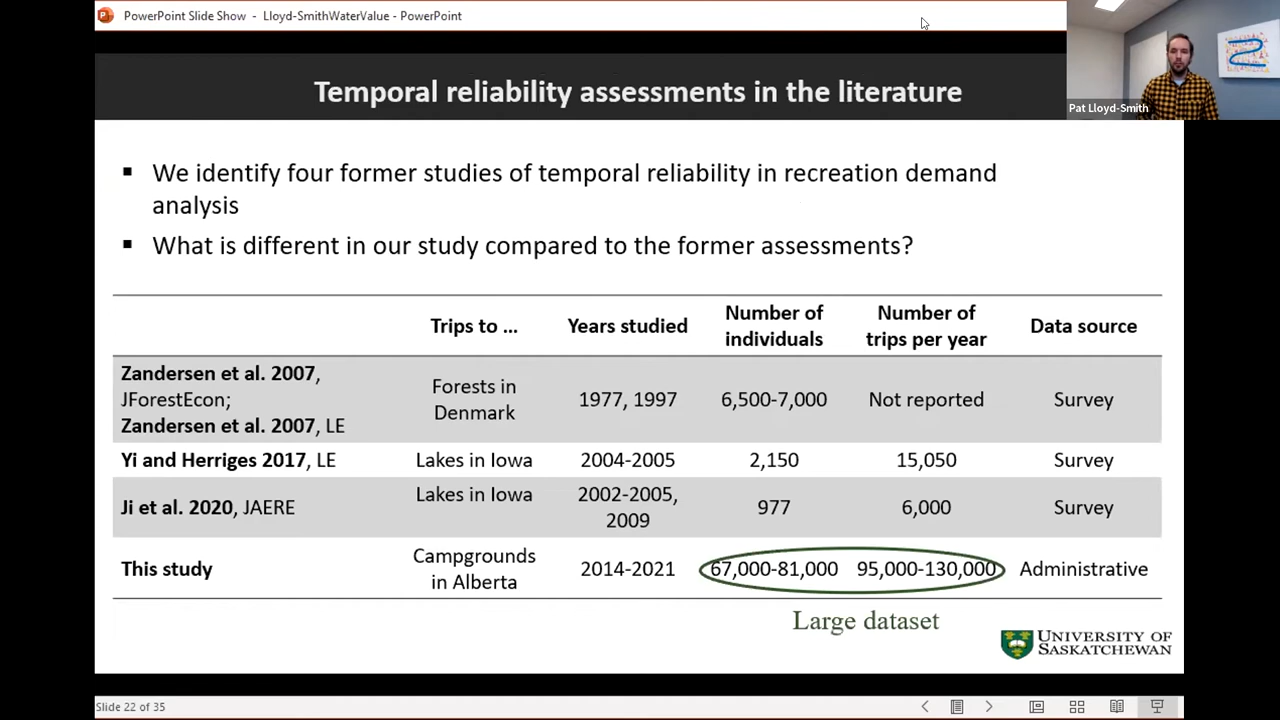 PowerPoint Slide Show - Lloyd-SmithWaterValue - PowerPoint
Pat Lloyd-Smith
Temporal reliability assessments in the literature
▪ We identify four former studies of temporal reliability in recreation demand
analysis
▪ What is different in our study compared to the former assessments?
Trips to ... Years studied Number of individuals Number of trips per year Data source
Zandersen et al. 2007,
JForestEcon;
Zandersen et al. 2007, LE
Forests in
Denmark
1977, 1997 6,500-7,000 Not reported Survey
Yi and Herriges 2017, LE Lakes in Iowa 2004-2005 2,150 15,050 Survey
Ji et al. 2020, JAERE Lakes in Iowa
2002-2005,
2009
977 6,000 Survey
This study
Campgrounds
in Alberta
2014-2021 67,000-81,000 95,000-130,000 Administrative
Large dataset
UNIVERSITY OF
SASKATCHEWAN
Slide 22 of 35